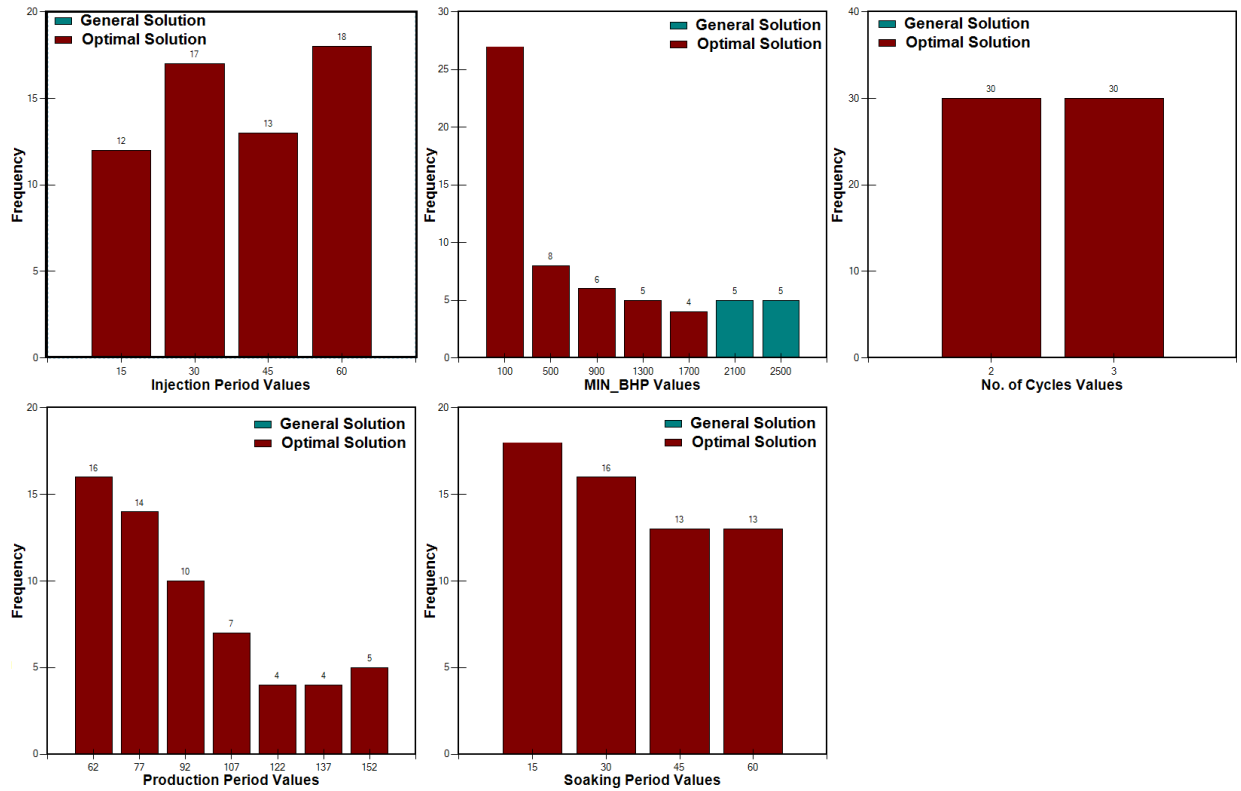 General Solution
Optimal Solution
20
15
10
5
0
Frequency
12
17
13
18
15 30 45 60
Injection Period Values
General Solution
Optimal Solution
30
25
20
15
10
5
0
Frequency
8
6
5
4
5
5
100 500 900 1300 1700 2100 2500
MIN_BHP Values
General Solution
Optimal Solution
40
30
20
10
0
Frequency
30
30
2 3
No. of Cycles Values
General Solution
Optimal Solution
20
15
10
5
0
Frequency
16
14
10
7
4
4
5
62 77 92 107 122 137 152
Production Period Values
General Solution
Optimal Solution
20
15
10
5
0
Frequency
16
13
13
15 30 45 60
Soaking Period Values